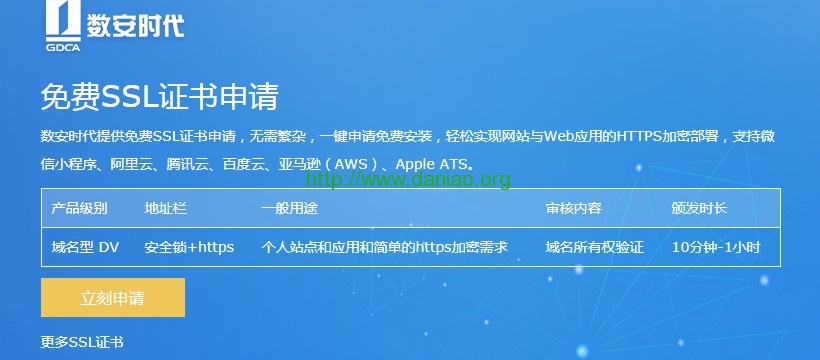 数安时代
GDCA
免费SSL证书申请
数安时代提供免费SSL证书申请，无需繁杂，一键申请免费安装，轻松实现网站与Web应用的HTTPS加密部署，支持微
信小程序、阿里云、腾讯云、百度云、亚马逊（AWS）、Apple ATS。
http://www.daniao.org
产品级别 地址栏 一般用途 审核内容 颁发时长
域名型 DV 安全锁+https 个人站点和应用和简单的https加密需求 域名所有权验证 10分钟-1小时
立刻申请
更多SSL证书